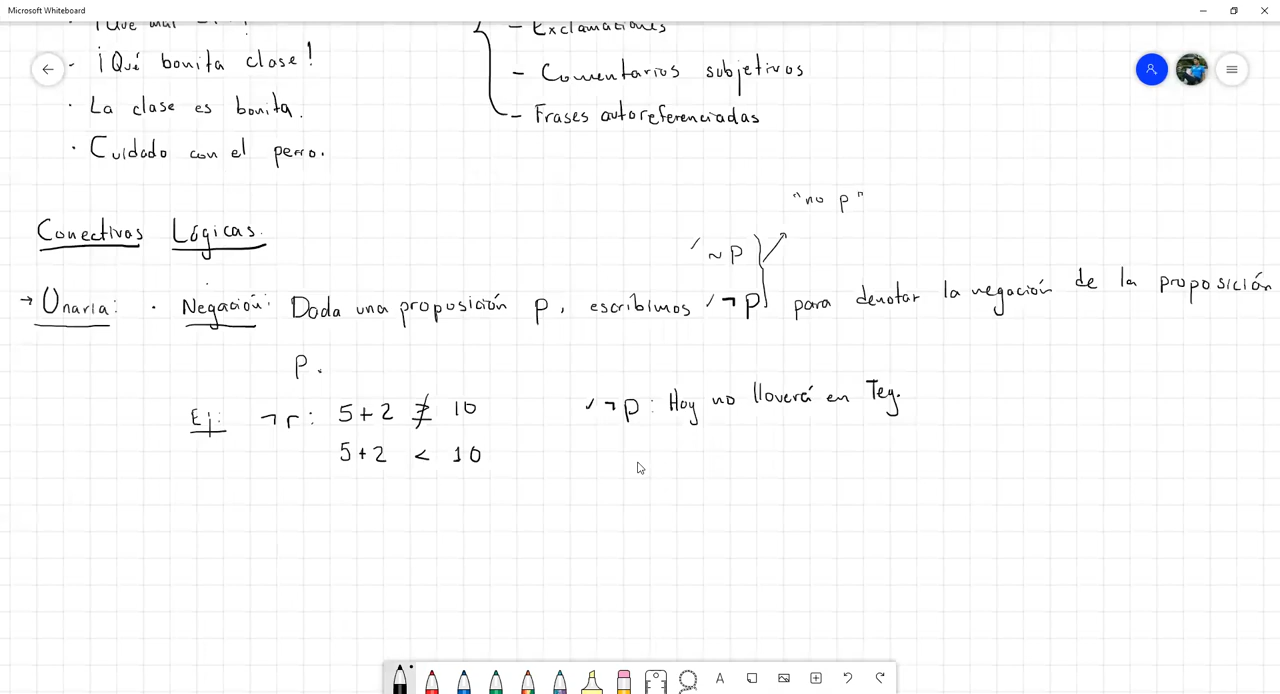 Microsoft Whiteboard
- Exclamaciones
· ¡Qué bonita clase!
- Comentarios subjetivos
· La clase es bonita.
- Frases autoreferenciadas
· Cuidado con el perro.
"no p"
Conectivas Lógicas.
~p
→ Unaria: · Negación: Dada una proposición p, escribimos ¬p para denotar la negación de la proposición
p.
Ej: ¬r: 5+2 ≱ 10
¬p: Hoy no lloverá en Teg.
5+2 < 10
A